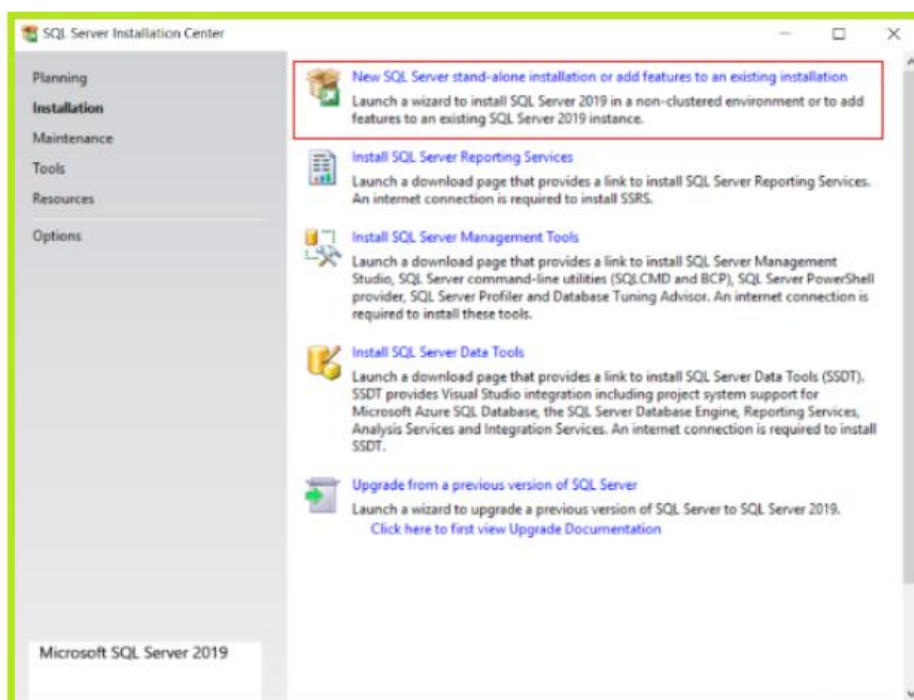 SQL Server Installation Center
Planning
Installation
Maintenance
Tools
Resources
Options
New SQL Server stand-alone installation or add features to an existing installation
Launch a wizard to install SQL Server 2019 in a non-clustered environment or to add
features to an existing SQL Server 2019 instance.
Install SQL Server Reporting Services
Launch a download page that provides a link to install SQL Server Reporting Services.
An internet connection is required to install SSRS.
Install SQL Server Management Tools
Launch a download page that provides a link to install SQL Server Management
Studio, SQL Server command-line utilities (SQLCMD and BCP), SQL Server PowerShell
provider, SQL Server Profiler and Database Tuning Advisor. An internet connection is
required to install these tools.
Install SQL Server Data Tools
Launch a download page that provides a link to install SQL Server Data Tools (SSDT).
SSDT provides Visual Studio integration including project system support for
Microsoft Azure SQL Database, the SQL Server Database Engine, Reporting Services,
Analysis Services and Integration Services. An internet connection is required to install
SSDT.
Upgrade from a previous version of SQL Server
Launch a wizard to upgrade a previous version of SQL Server to SQL Server 2019.
Click here to first view Upgrade Documentation
Microsoft SQL Server 2019